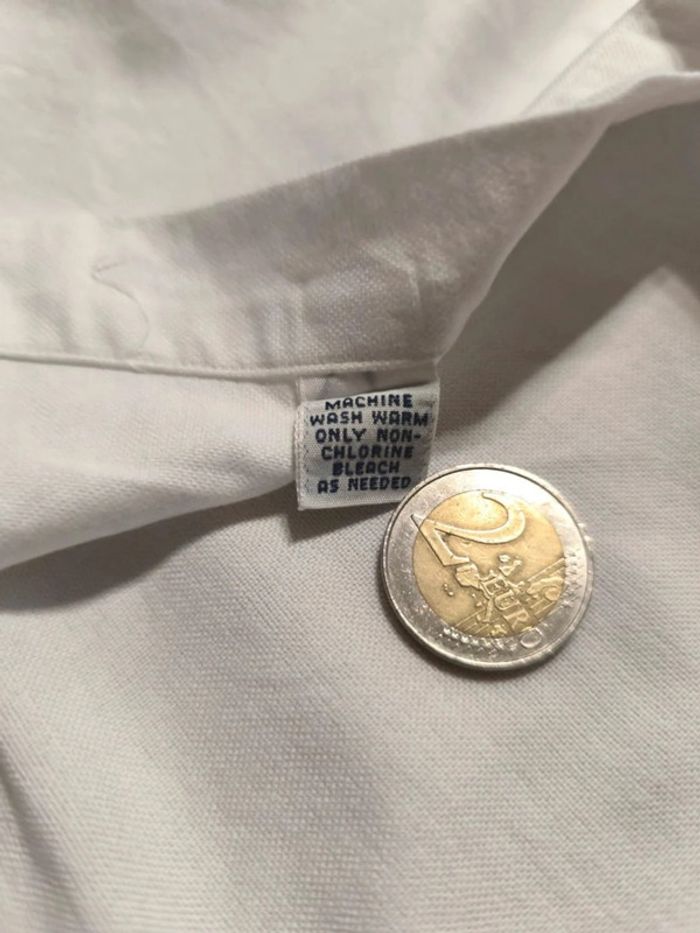 MACHINE
WASH WARM
ONLY NON-
CHLORINE
BLEACH
AS NEEDED
2
EURO